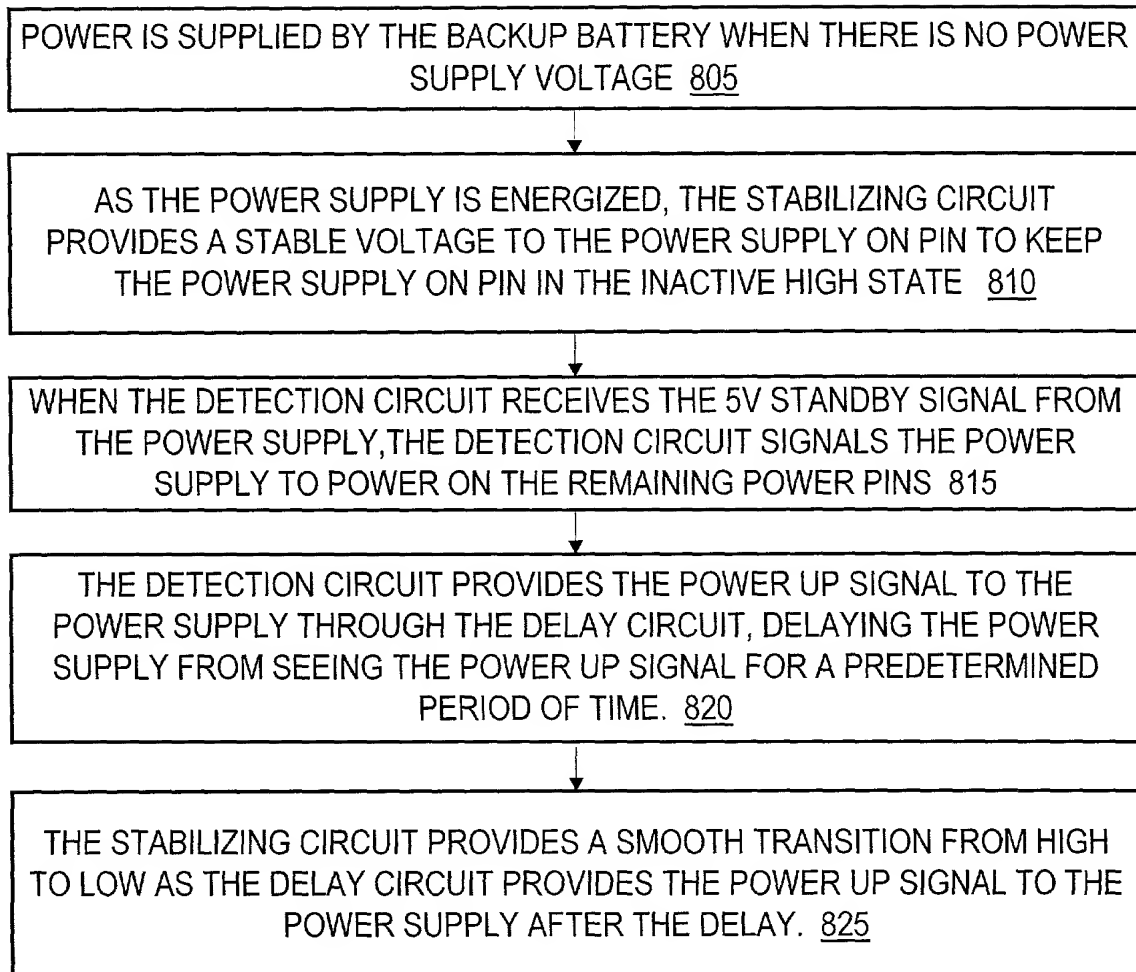 POWER IS SUPPLIED BY THE BACKUP BATTERY WHEN THERE IS NO POWER
SUPPLY VOLTAGE 805
AS THE POWER SUPPLY IS ENERGIZED, THE STABILIZING CIRCUIT
PROVIDES A STABLE VOLTAGE TO THE POWER SUPPLY ON PIN TO KEEP
THE POWER SUPPLY ON PIN IN THE INACTIVE HIGH STATE 810
WHEN THE DETECTION CIRCUIT RECEIVES THE 5V STANDBY SIGNAL FROM
THE POWER SUPPLY,THE DETECTION CIRCUIT SIGNALS THE POWER
SUPPLY TO POWER ON THE REMAINING POWER PINS 815
THE DETECTION CIRCUIT PROVIDES THE POWER UP SIGNAL TO THE
POWER SUPPLY THROUGH THE DELAY CIRCUIT, DELAYING THE POWER
SUPPLY FROM SEEING THE POWER UP SIGNAL FOR A PREDETERMINED
PERIOD OF TIME. 820
THE STABILIZING CIRCUIT PROVIDES A SMOOTH TRANSITION FROM HIGH
TO LOW AS THE DELAY CIRCUIT PROVIDES THE POWER UP SIGNAL TO THE
POWER SUPPLY AFTER THE DELAY. 825